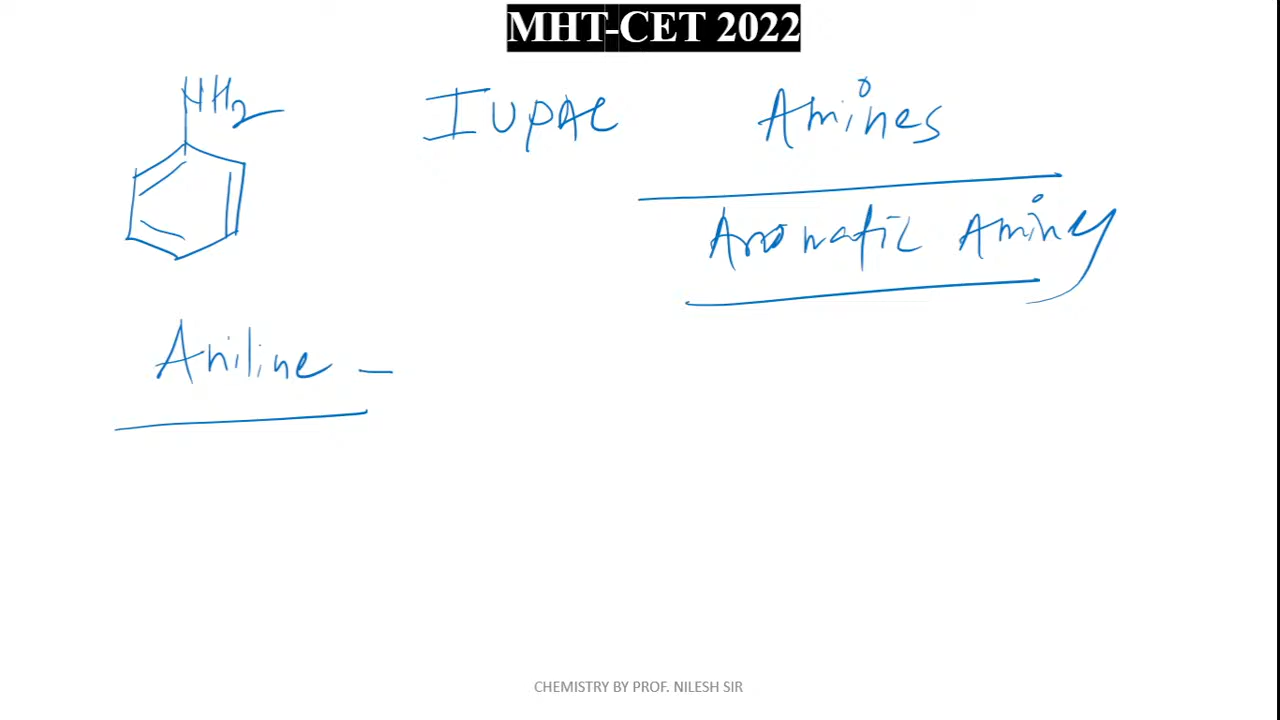 MHT-CET 2022
NH2
IUPAC
Amines
Aromatic Amines
Aniline –
CHEMISTRY BY PROF. NILESH SIR